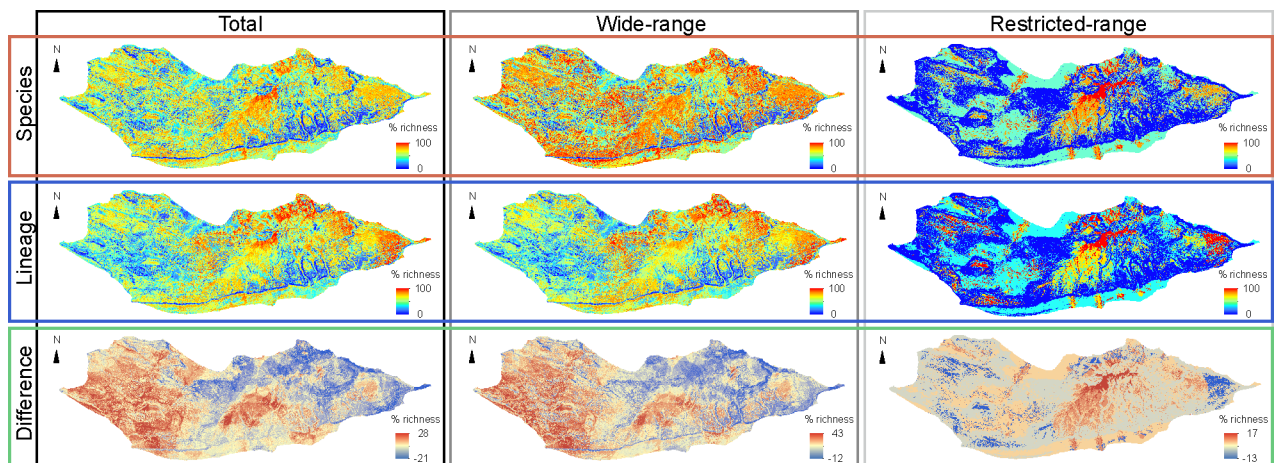 Total Wide-range Restricted-range
Species
N N N
% richness % richness % richness
100 100 100
0 0 0
Lineage
N N N
% richness % richness % richness
100 100 100
0 0 0
Difference
N N N
% richness % richness % richness
28 43 17
-21 -12 -13